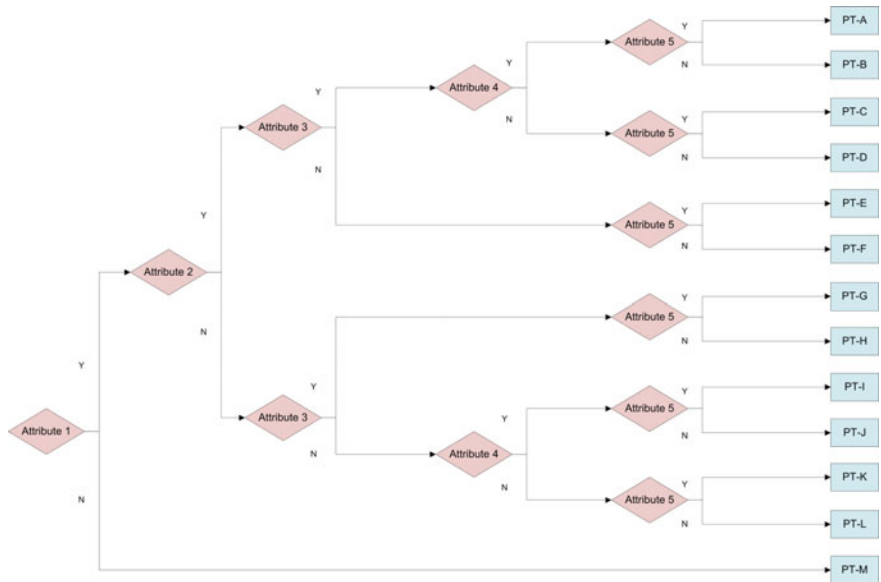 Y
PT-A
Attribute 5
N
PT-B
Y
Attribute 4
N
Y
PT-C
Attribute 5
N
PT-D
Y
Attribute 3
N
Y
PT-E
Attribute 5
N
PT-F
Y
Attribute 2
N
Y
PT-G
Attribute 5
N
PT-H
Y
Attribute 3
N
Y
PT-I
Attribute 5
N
PT-J
Y
Attribute 4
N
Y
PT-K
Attribute 5
N
PT-L
Y
Attribute 1
N
PT-M